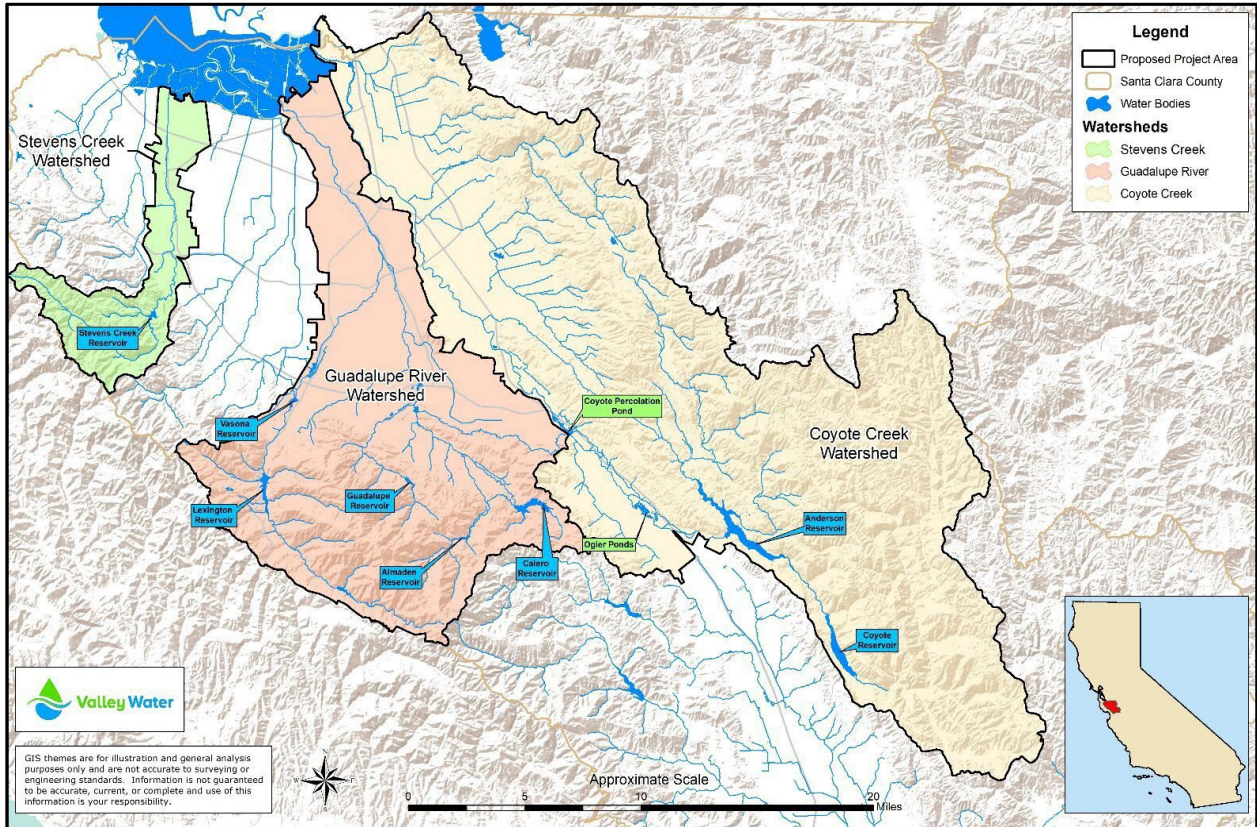 Legend
Proposed Project Area
Santa Clara County
Water Bodies
Watersheds
Stevens Creek
Guadalupe River
Coyote Creek
Stevens Creek
Watershed
Stevens Creek
Reservoir
Guadalupe River
Watershed
Vasona
Reservoir
Coyote Percolation
Pond
Coyote Creek
Watershed
Lexington
Reservoir
Guadalupe
Reservoir
Anderson
Reservoir
Ogier Ponds
Almaden
Reservoir
Calero
Reservoir
Coyote
Reservoir
Valley Water
GIS themes are for illustration and general analysis
purposes only and are not accurate to surveying or
engineering standards. Information is not guaranteed
to be accurate, current, or complete and use of this
information is your responsibility.
N
W
E
S
Approximate Scale
0
10
20
Miles